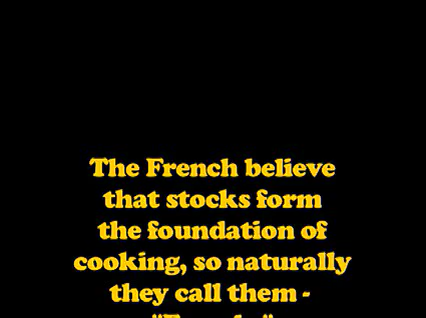 The French believe
that stocks form
the foundation of
cooking, so naturally
they call them -